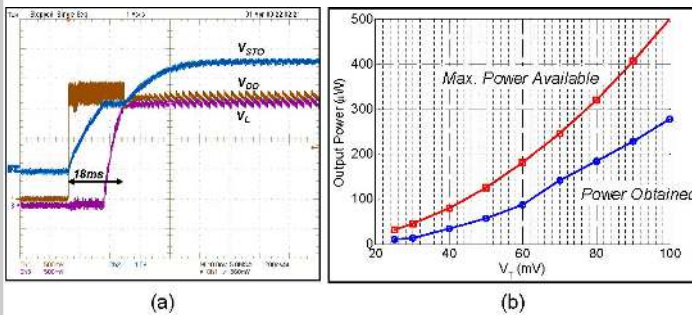 V_STO
V_DD
V_L
18ms
(a)
Output Power (µW)
500
400
300
200
100
0
Max. Power Available
Power Obtained
20
40
60
80
100
V_T (mV)
(b)